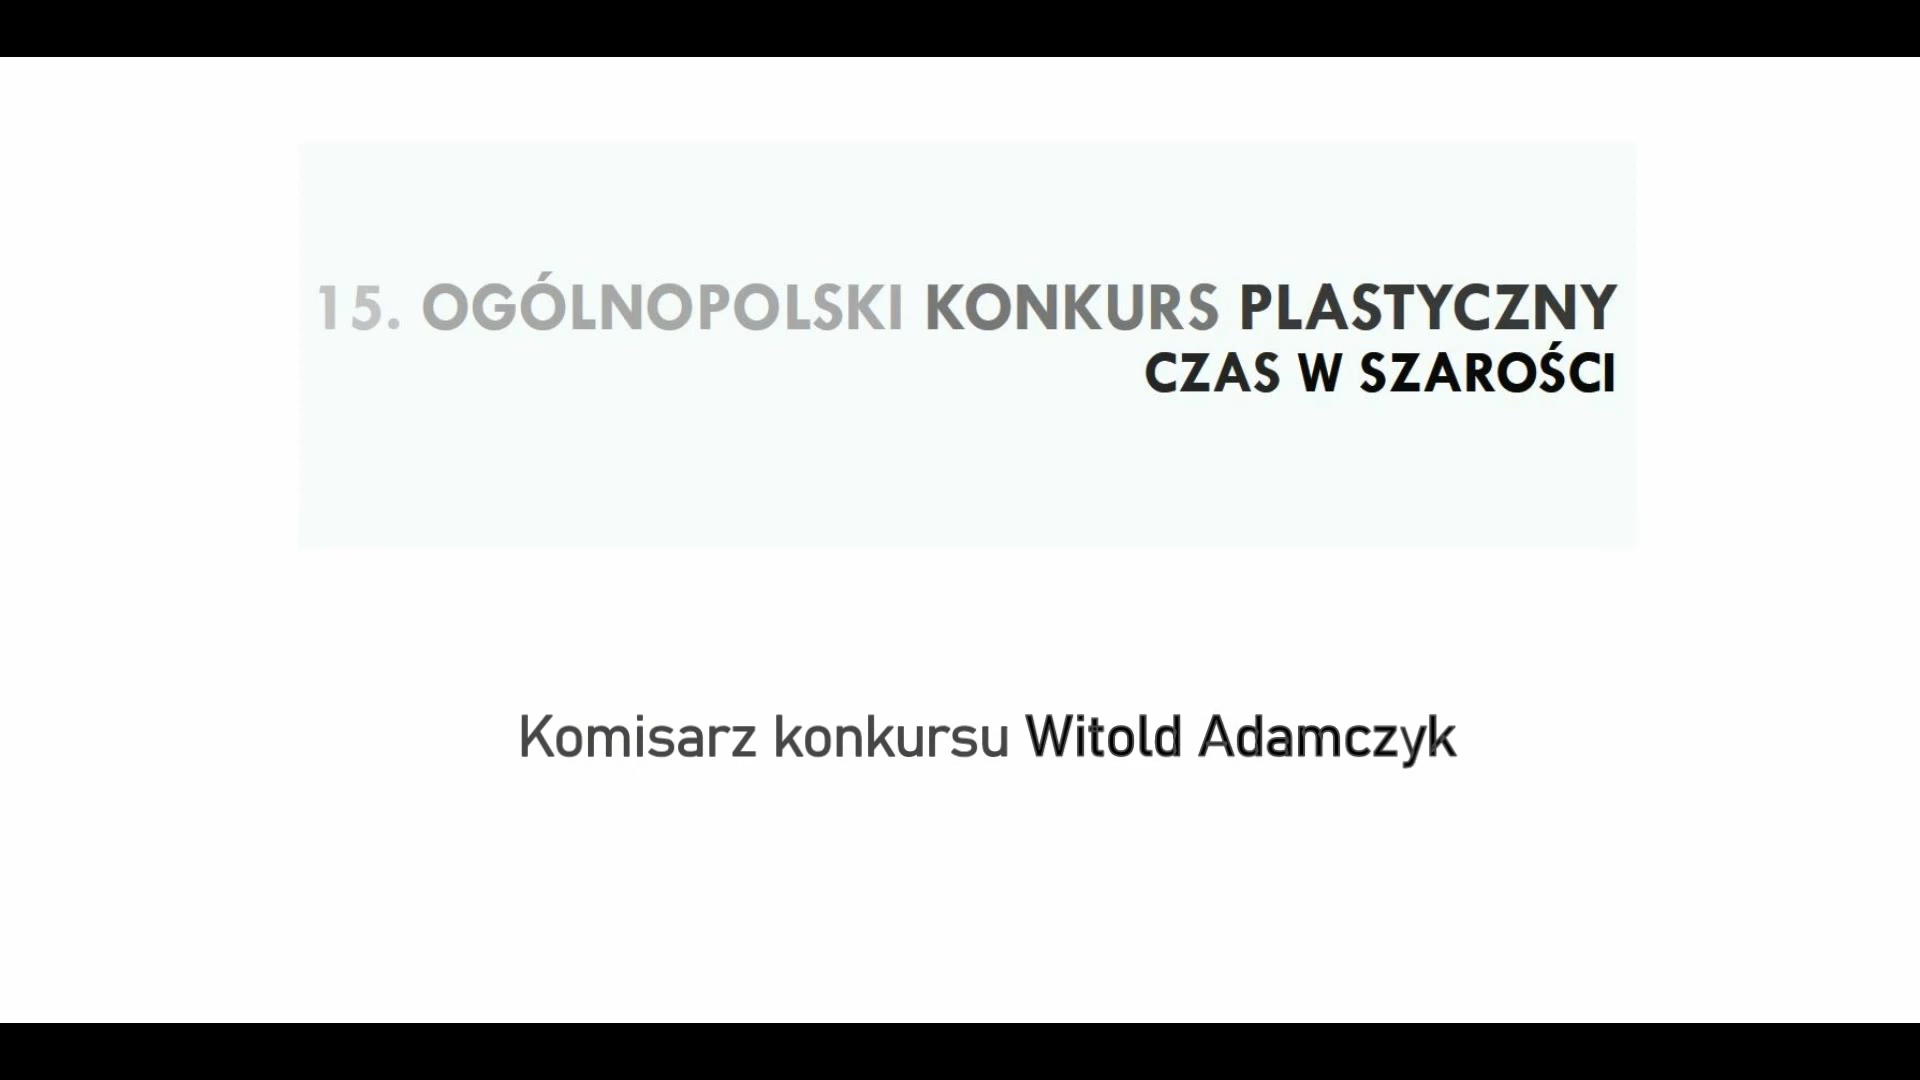 15. OGÓLNOPOLSKI KONKURS PLASTYCZNY
CZAS W SZAROŚCI
Komisarz konkursu Witold Adamczyk